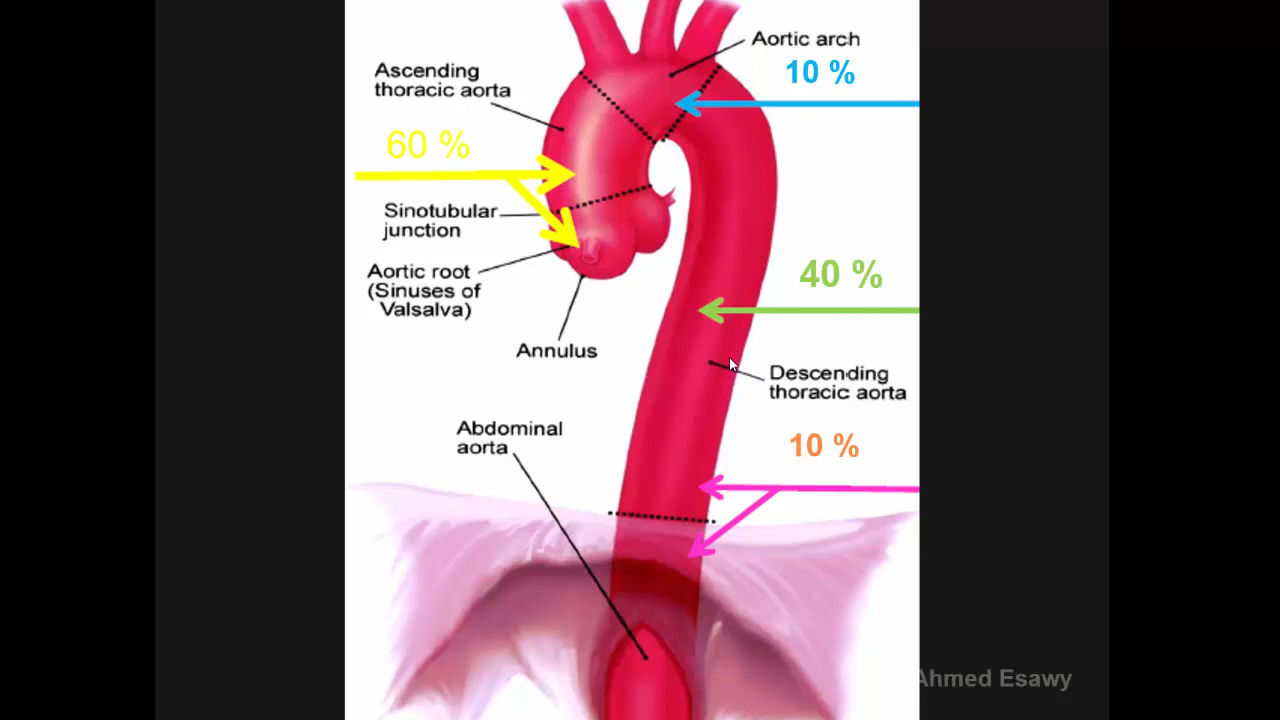 Aortic arch
10 %
Ascending
thoracic aorta
60 %
Sinotubular
junction
Aortic root
(Sinuses of
Valsalva)
Annulus
40 %
Descending
thoracic aorta
10 %
Abdominal
aorta
Ahmed Esawy